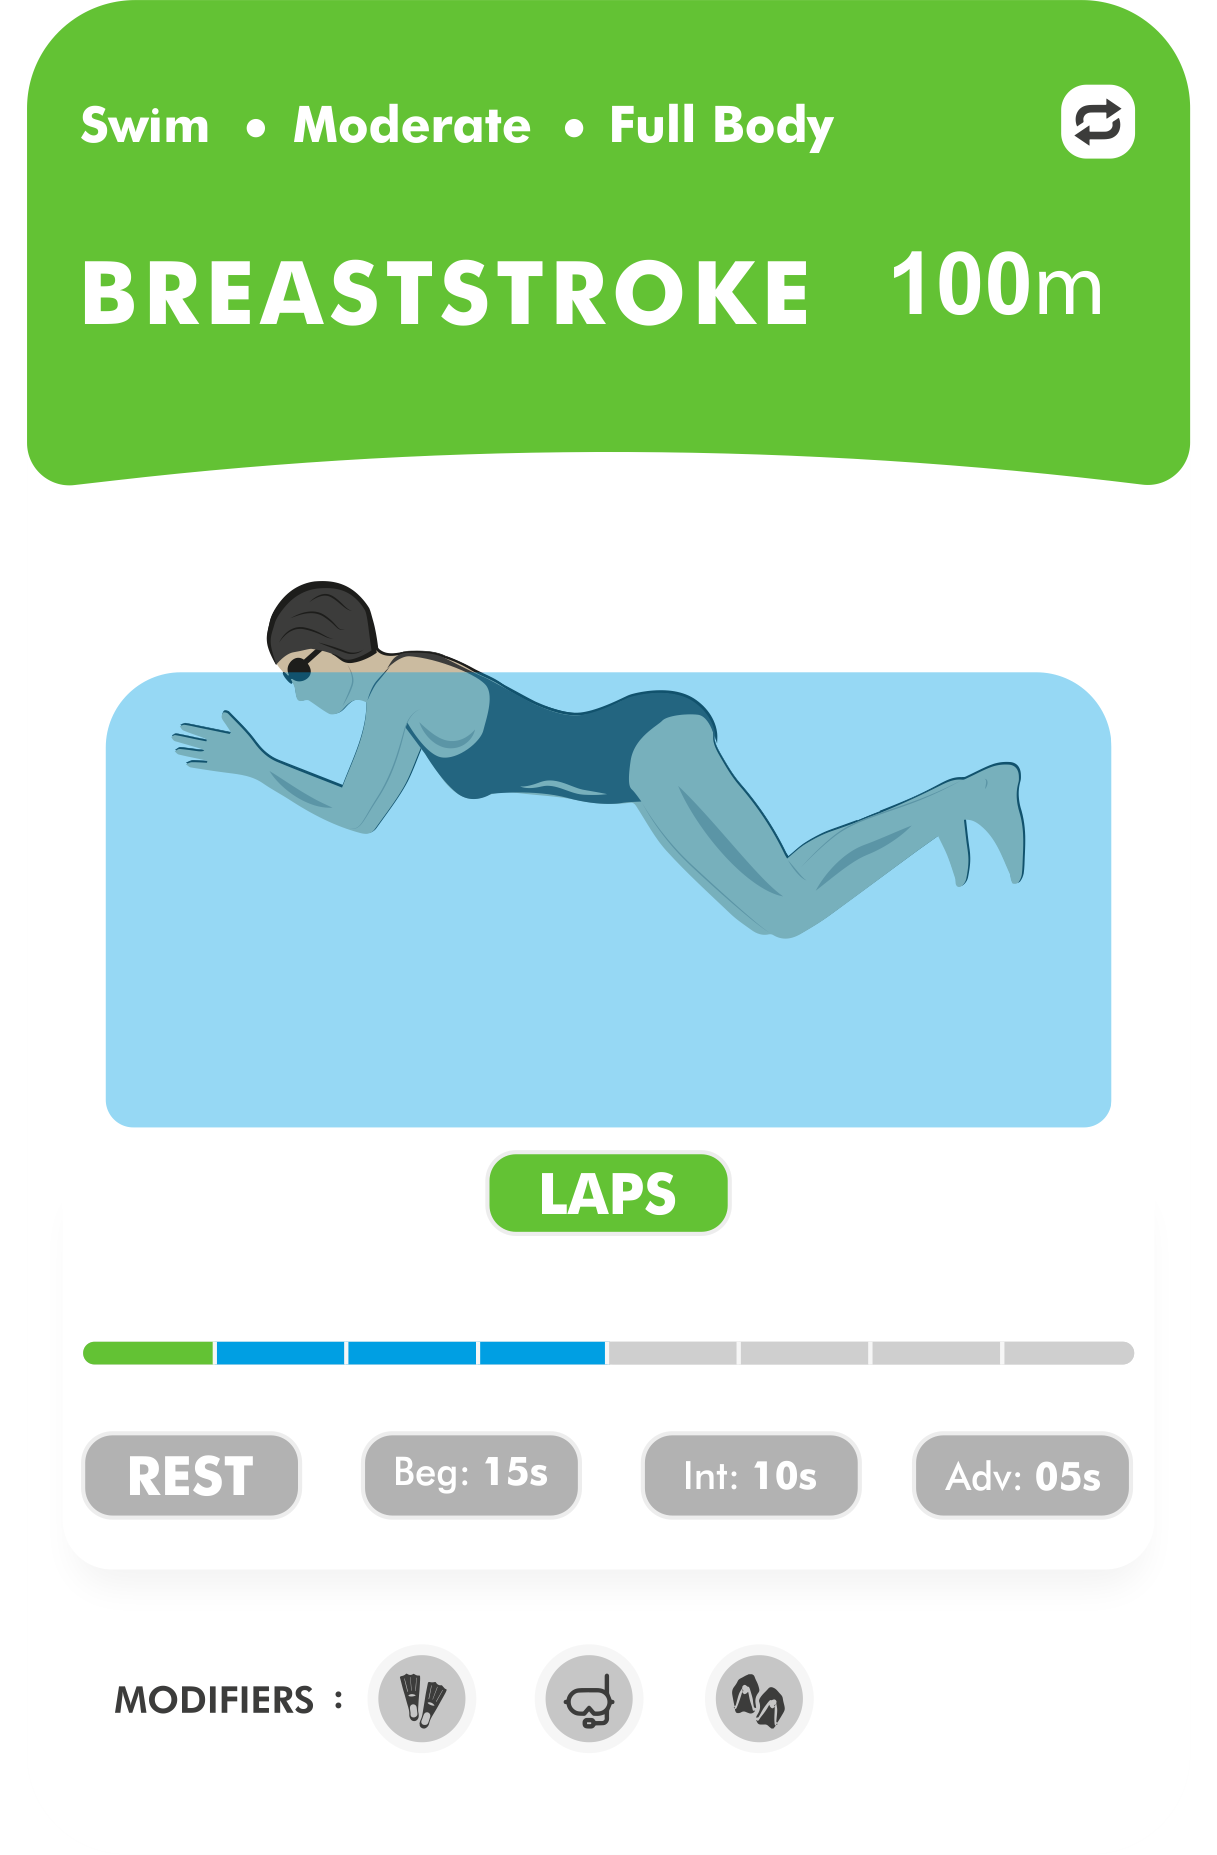 Swim • Moderate • Full Body
BREASTSTROKE 100m
LAPS
REST Beg: 15s Int: 10s Adv: 05s
MODIFIERS :